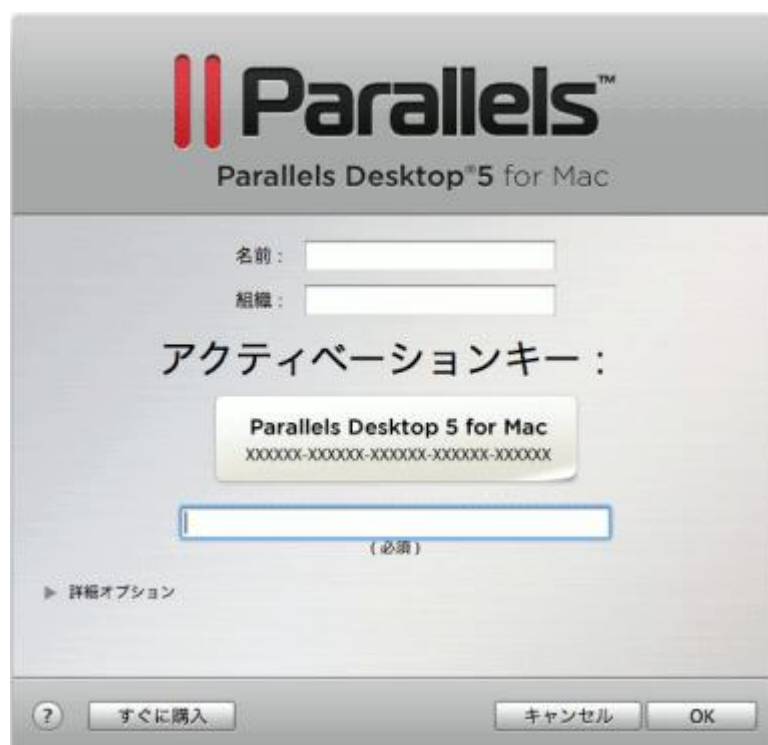 Parallels™
Parallels Desktop®5 for Mac
名前 :
組織 :
アクティベーションキー :
Parallels Desktop 5 for Mac
XXXXXX-XXXXXX-XXXXXX-XXXXXX-XXXXXX
(必須)
▶ 詳細オプション
? すぐに購入 キャンセル OK